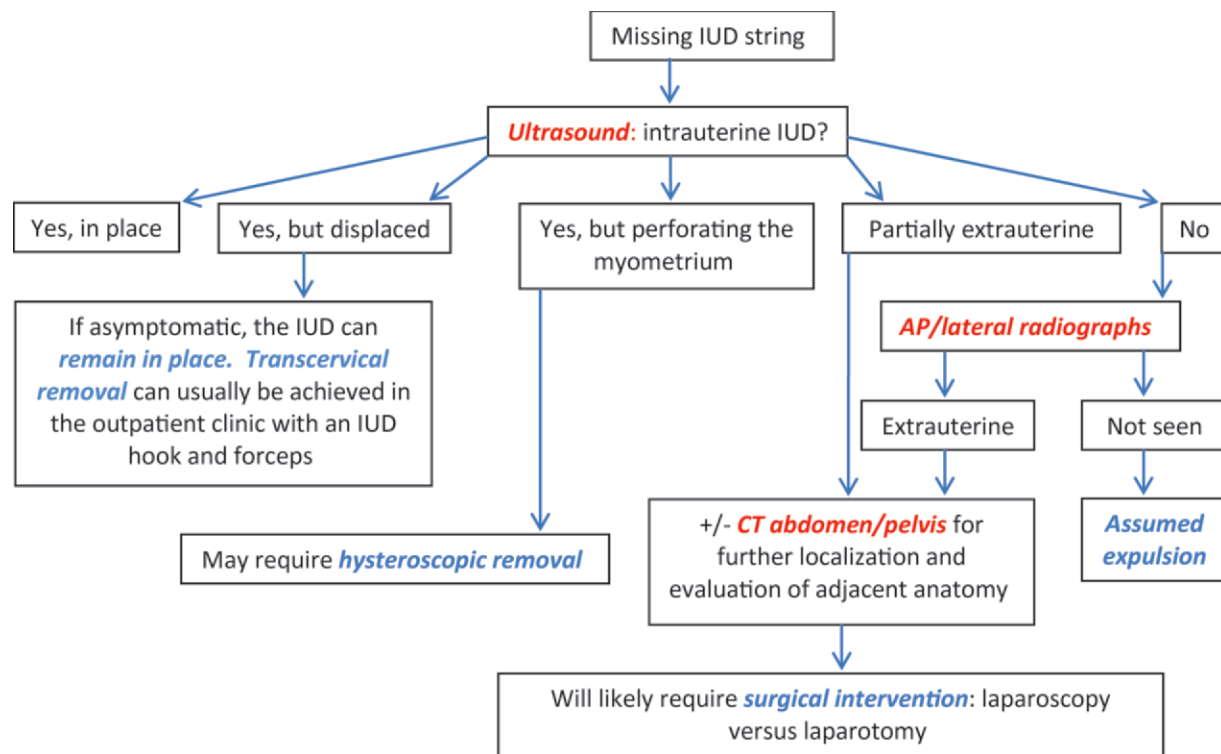 Missing IUD string
Ultrasound: intrauterine IUD?
Yes, in place
Yes, but displaced
Yes, but perforating the
myometrium
Partially extrauterine
No
If asymptomatic, the IUD can
remain in place. Transcervical
removal can usually be achieved in
the outpatient clinic with an IUD
hook and forceps
AP/lateral radiographs
Extrauterine
Not seen
May require hysteroscopic removal
+/- CT abdomen/pelvis for
further localization and
evaluation of adjacent anatomy
Assumed
expulsion
Will likely require surgical intervention: laparoscopy
versus laparotomy